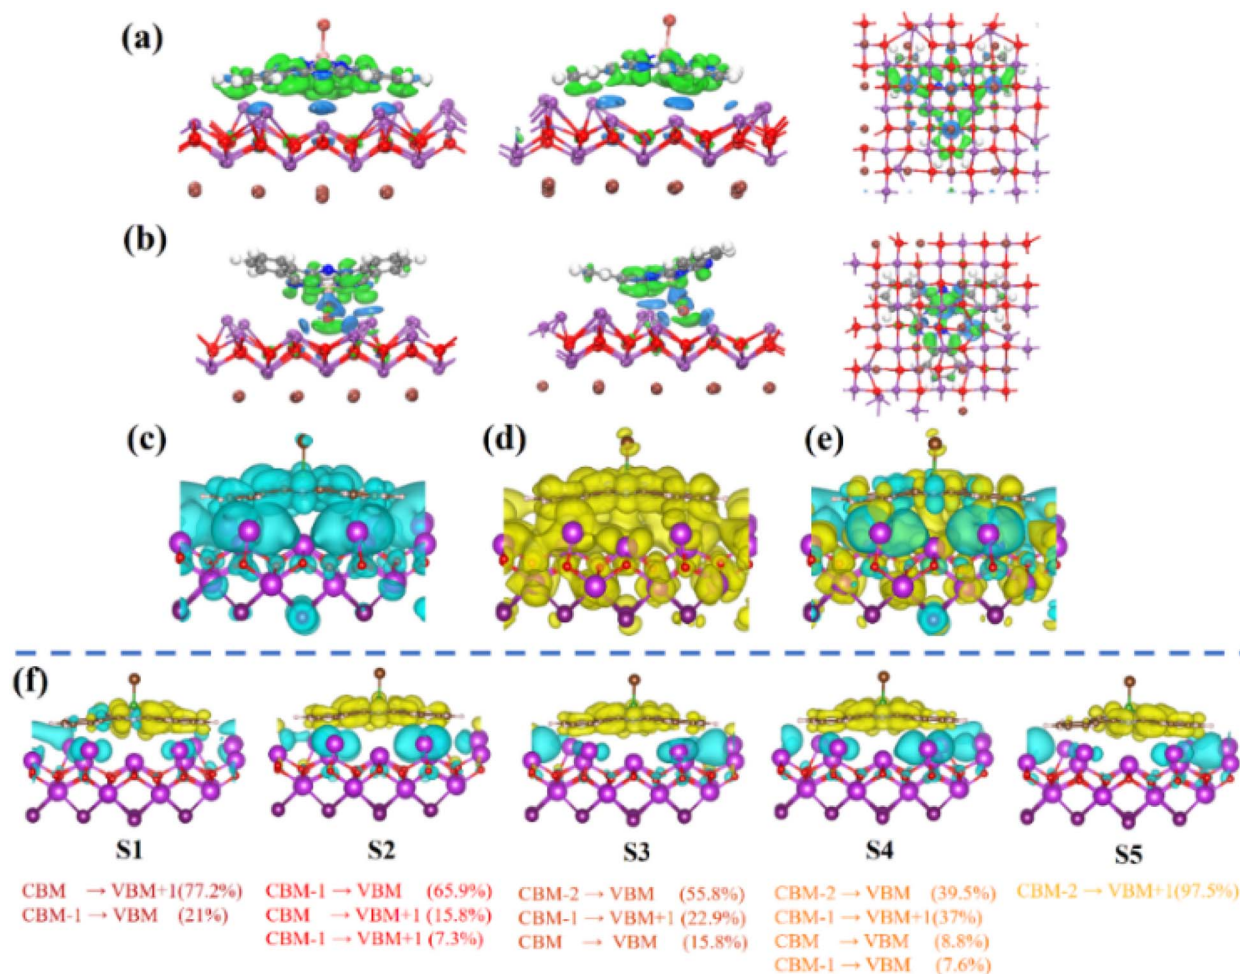 (a)
(b)
(c)
(d)
(e)
(f)
S1
S2
S3
S4
S5
CBM → VBM+1(77.2%)
CBM-1 → VBM (21%)
CBM-1 → VBM (65.9%)
CBM → VBM+1 (15.8%)
CBM-1 → VBM+1 (7.3%)
CBM-2 → VBM (55.8%)
CBM-1 → VBM+1 (22.9%)
CBM → VBM (15.8%)
CBM-2 → VBM (39.5%)
CBM-1 → VBM+1(37%)
CBM → VBM (8.8%)
CBM-1 → VBM (7.6%)
CBM-2 → VBM+1(97.5%)